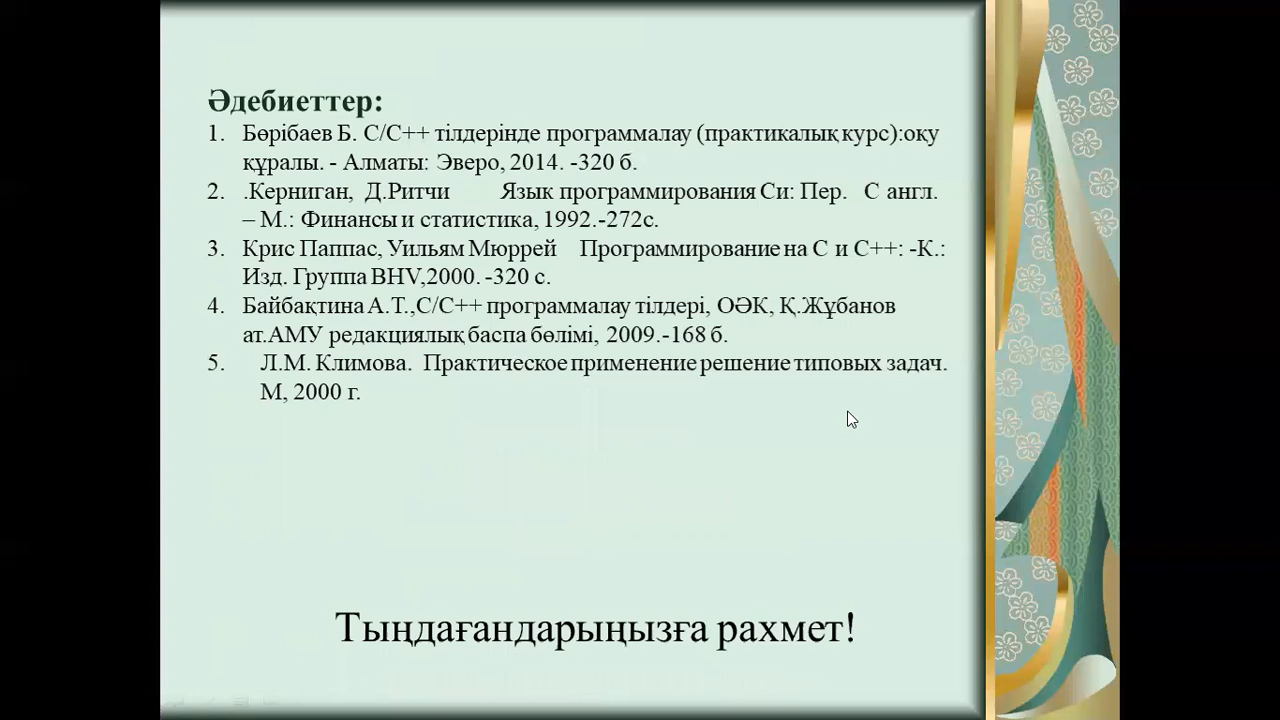 Әдебиеттер:
1. Бөрібаев Б. С/С++ тілдерінде программалау (практикалық курс):оқу
құралы. - Алматы: Эверо, 2014. -320 б.
2. .Керниган, Д.Ритчи Язык программирования Си: Пер. С англ.
– М.: Финансы и статистика, 1992.-272с.
3. Крис Паппас, Уильям Мюррей Программирование на С и С++: -К.:
Изд. Группа BHV,2000. -320 с.
4. Байбақтина А.Т.,С/С++ программалау тілдері, ОӘК, Қ.Жұбанов
ат.АМУ редакциялық баспа бөлімі, 2009.-168 б.
5. Л.М. Климова. Практическое применение решение типовых задач.
М, 2000 г.
Тыңдағандарыңызға рахмет!